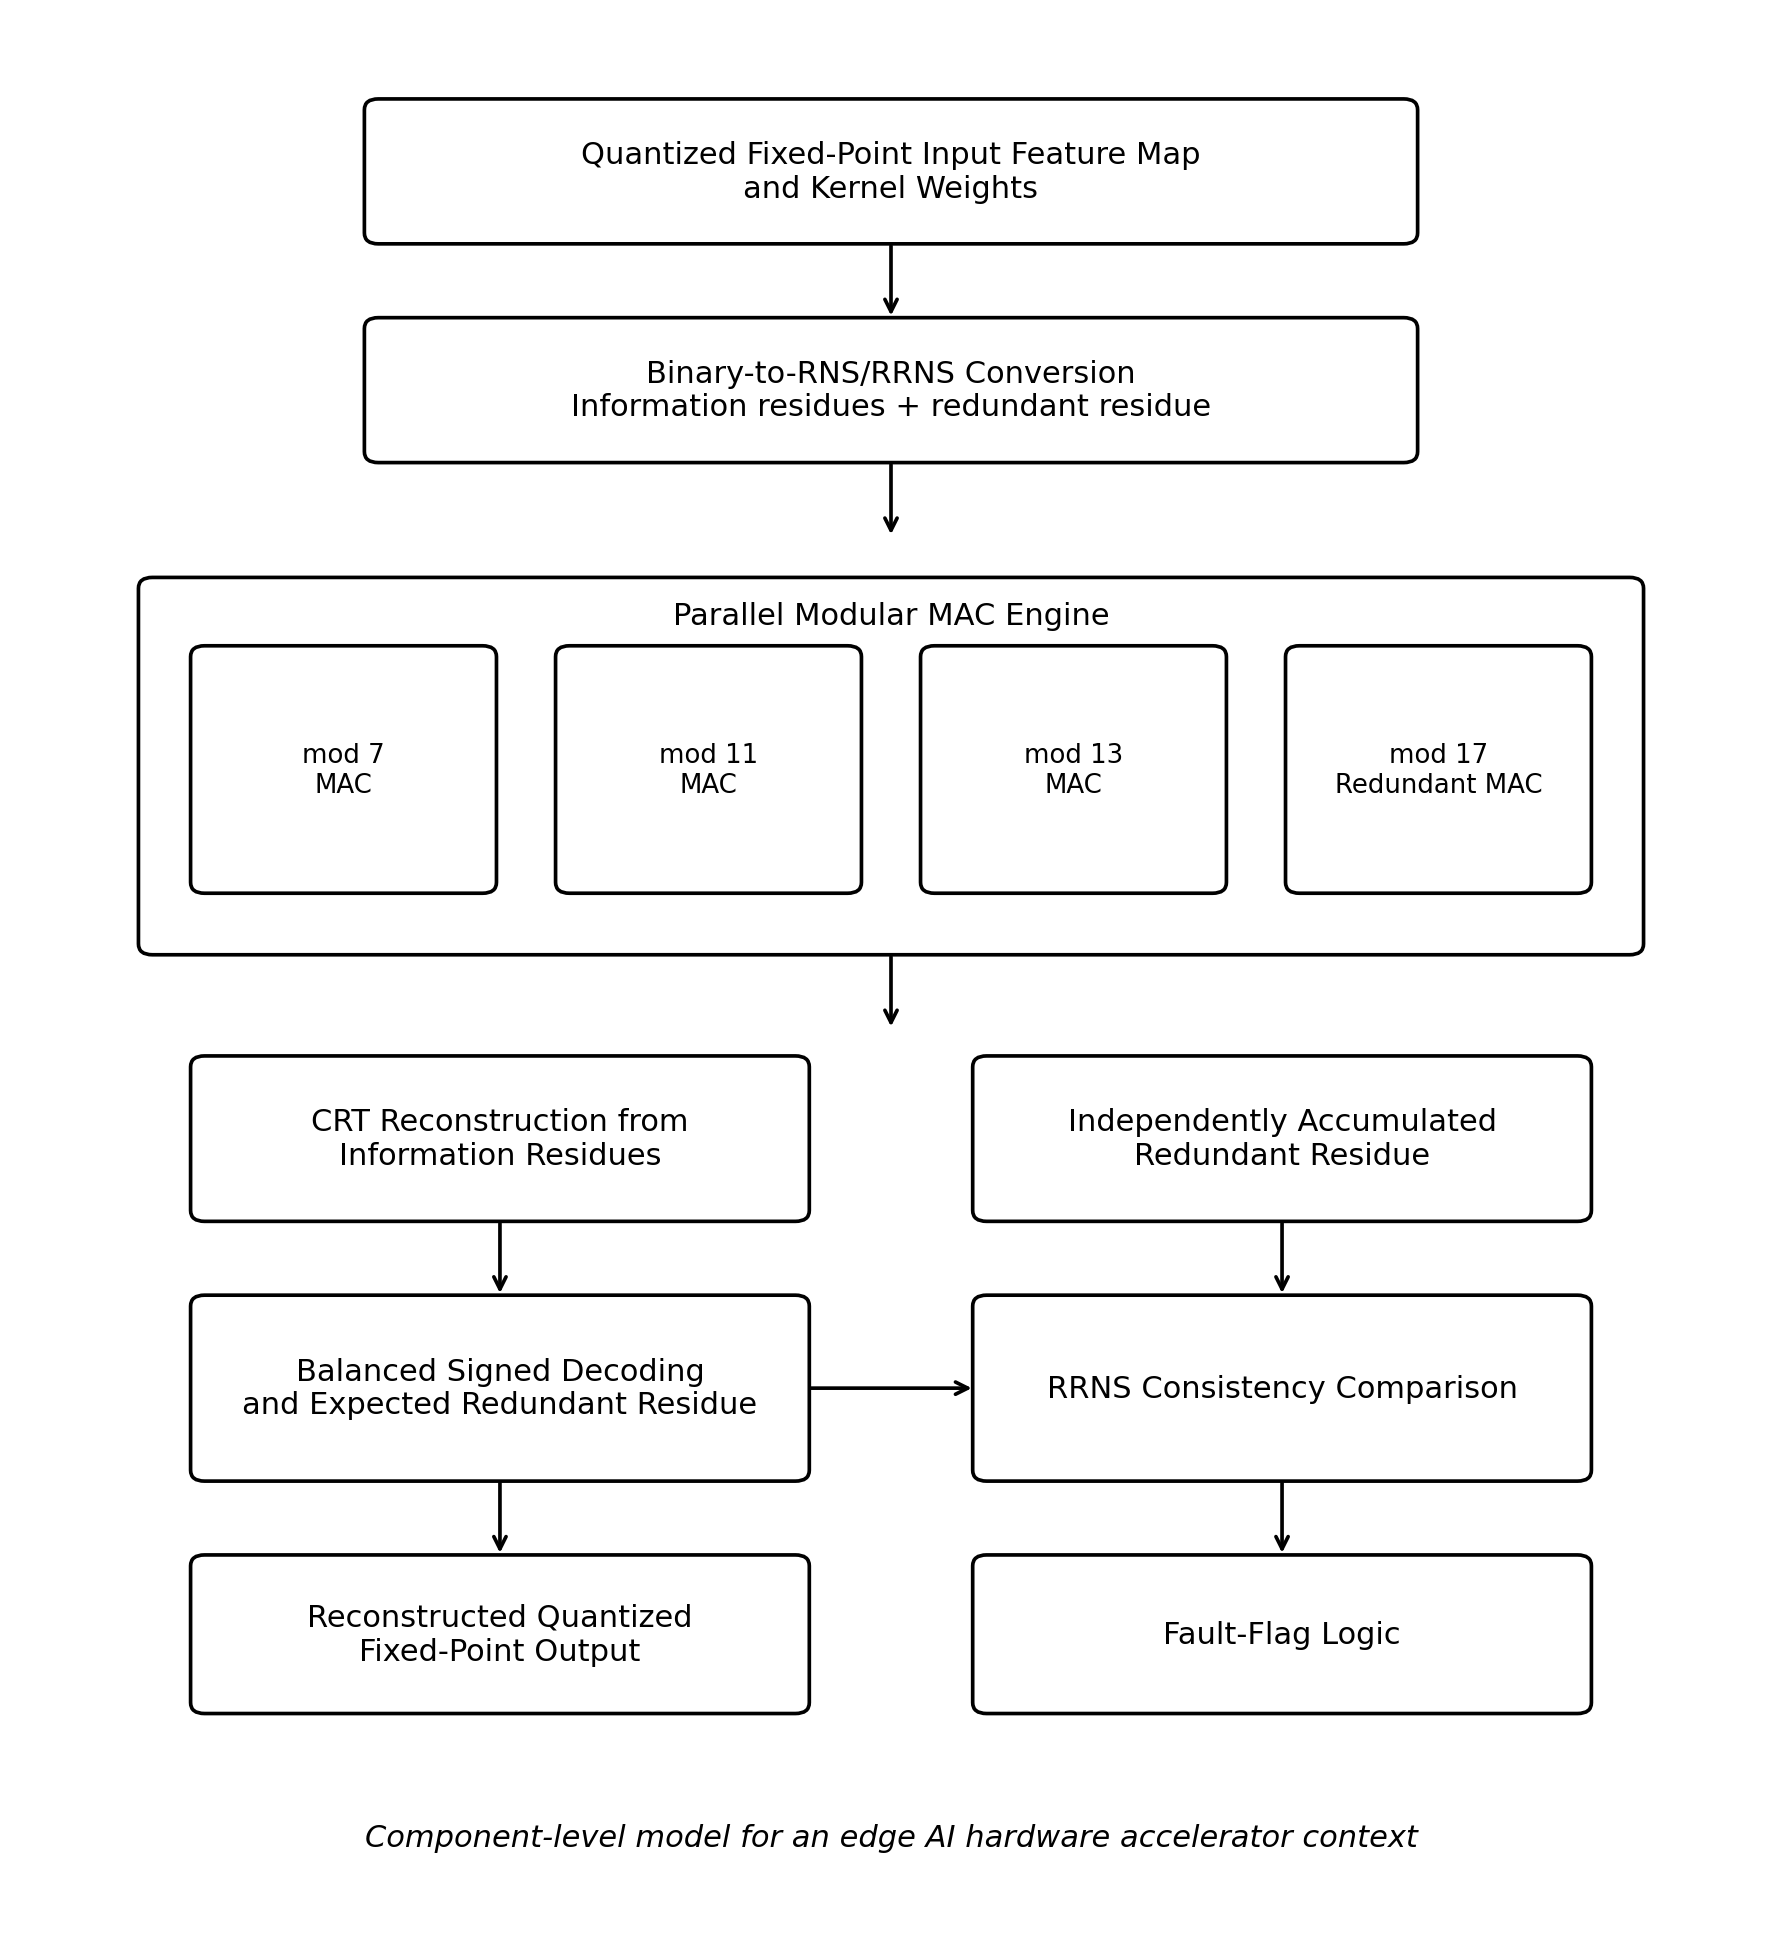 Quantized Fixed-Point Input Feature Map
and Kernel Weights
Binary-to-RNS/RRNS Conversion
Information residues + redundant residue
Parallel Modular MAC Engine
mod 7
MAC
mod 11
MAC
mod 13
MAC
mod 17
Redundant MAC
CRT Reconstruction from
Information Residues
Independently Accumulated
Redundant Residue
Balanced Signed Decoding
and Expected Redundant Residue
RRNS Consistency Comparison
Reconstructed Quantized
Fixed-Point Output
Fault-Flag Logic
Component-level model for an edge AI hardware accelerator context